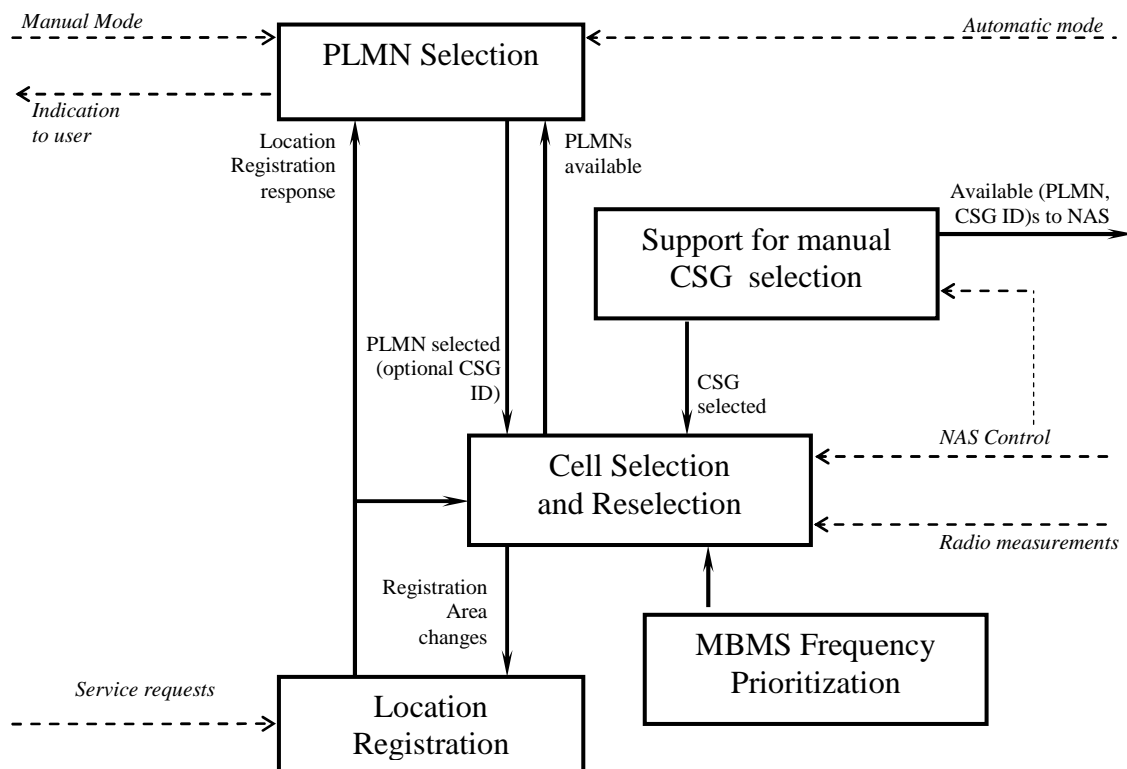 Manual Mode
Automatic mode
PLMN Selection
Indication
to user
Location
Registration
response
PLMNs
available
Available (PLMN,
CSG ID)s to NAS
Support for manual
CSG selection
PLMN selected
(optional CSG
ID)
CSG
selected
NAS Control
Cell Selection
and Reselection
Radio measurements
Registration
Area
changes
MBMS Frequency
Prioritization
Service requests
Location
Registration